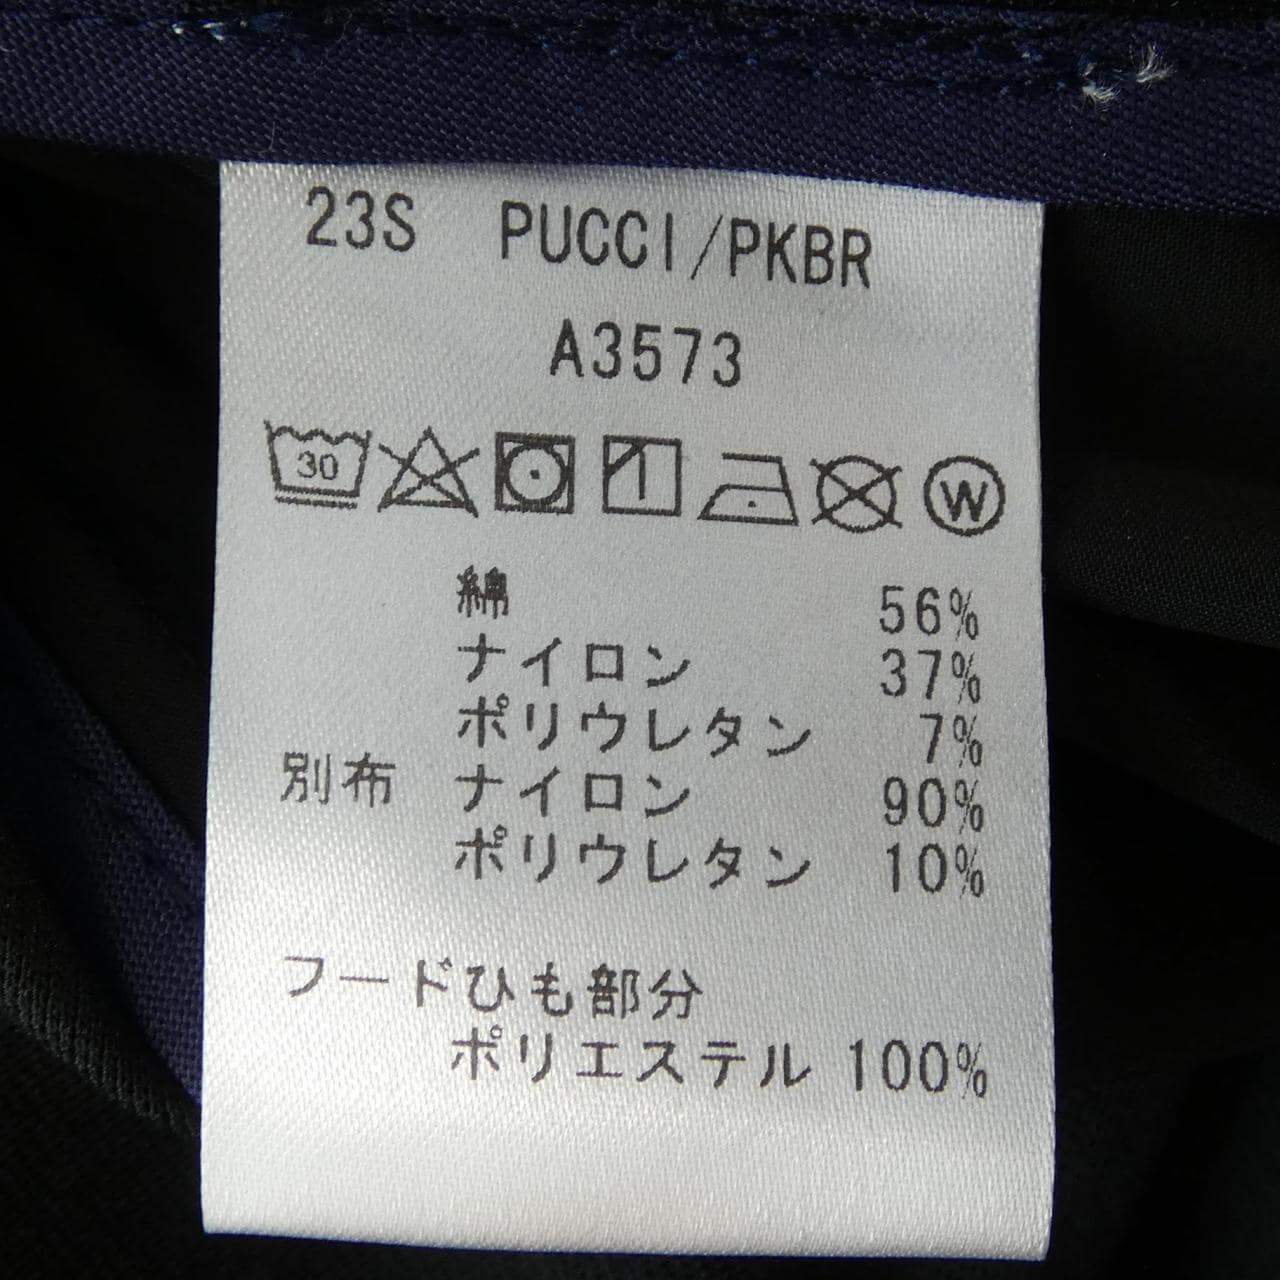 23S PUCCI/PKBR
A3573
30 W
綿 56%
ナイロン 37%
ポリウレタン 7%
別布 ナイロン 90%
ポリウレタン 10%
フードひも部分
ポリエステル 100%